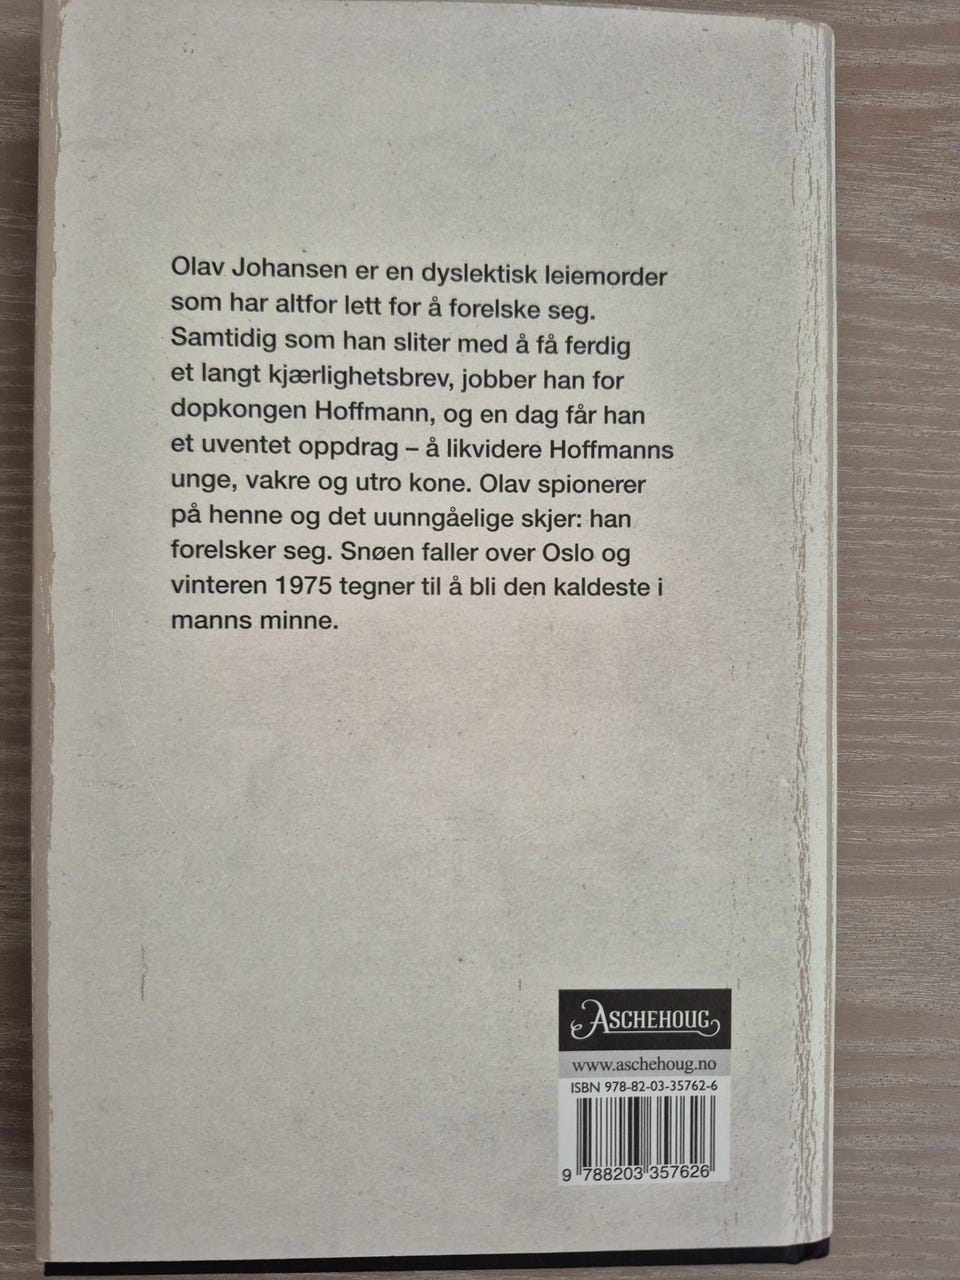 Olav Johansen er en dyslektisk leiemorder
som har altfor lett for å forelske seg.
Samtidig som han sliter med å få ferdig
et langt kjærlighetsbrev, jobber han for
dopkongen Hoffmann, og en dag får han
et uventet oppdrag – å likvidere Hoffmanns
unge, vakre og utro kone. Olav spionerer
på henne og det uunngåelige skjer: han
forelsker seg. Snøen faller over Oslo og
vinteren 1975 tegner til å bli den kaldeste i
manns minne.
ASCHEHOUG
www.aschehoug.no
ISBN 978-82-03-35762-6
9 788203 357626